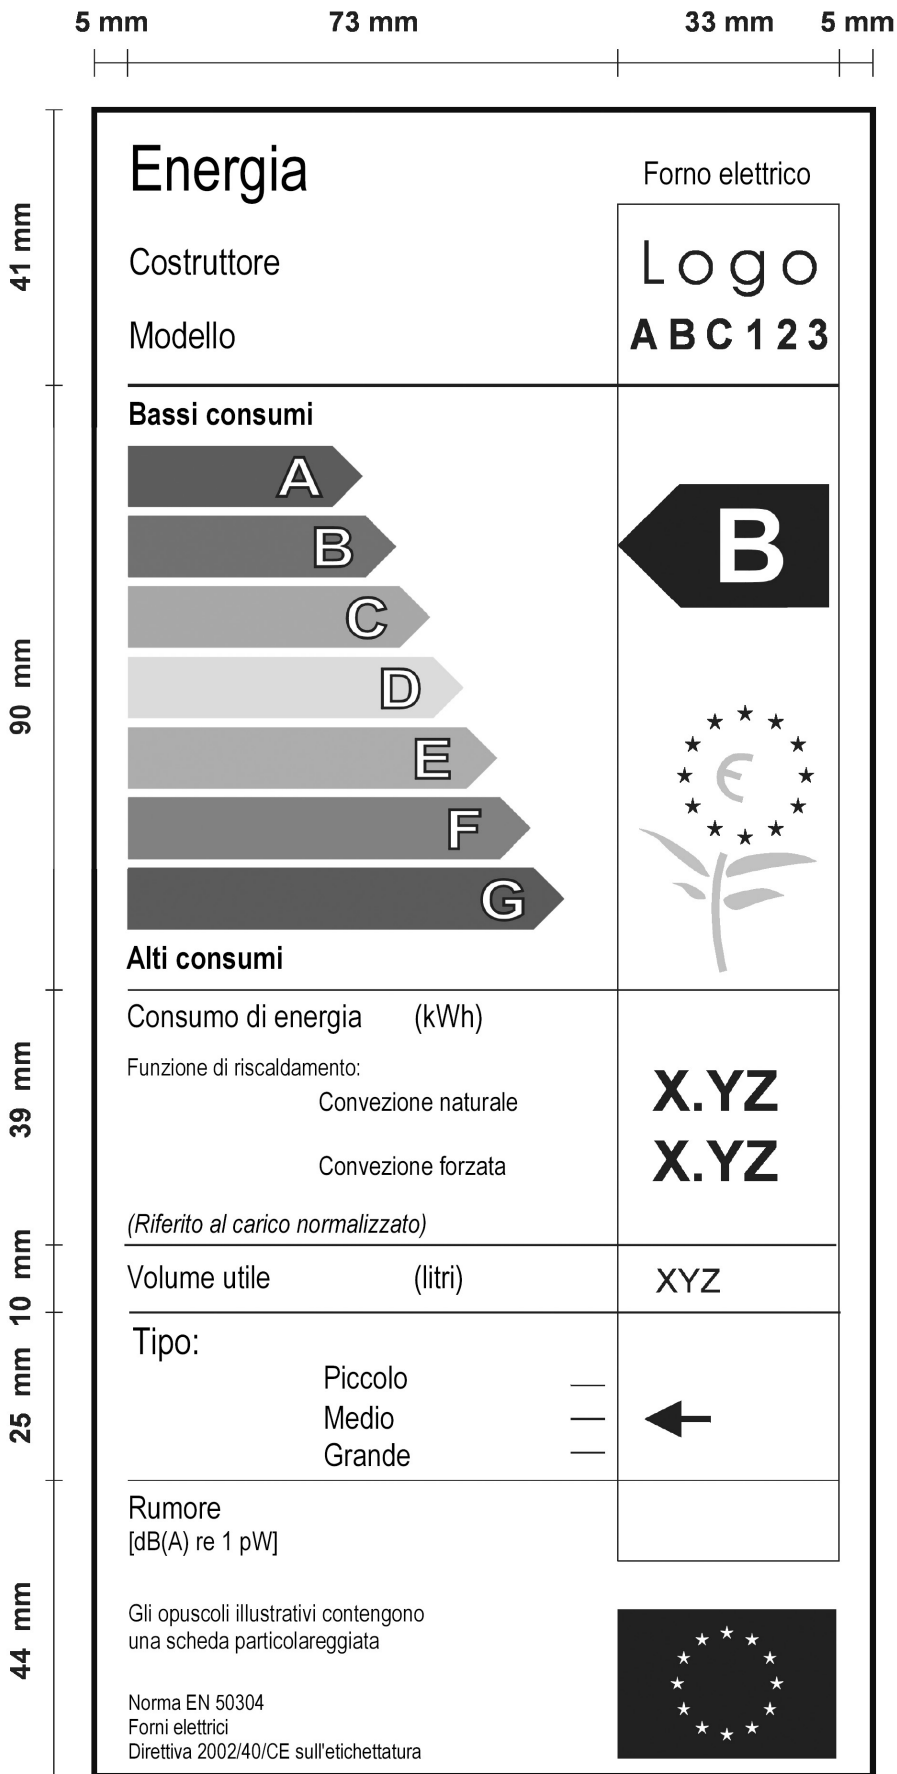 5 mm 73 mm 33 mm 5 mm
41 mm
90 mm
39 mm
10 mm
25 mm
44 mm
Energia
Forno elettrico
Costruttore
Logo
Modello
ABC123
Bassi consumi
A
B
B
C
D
E
F
G
Alti consumi
Consumo di energia (kWh)
Funzione di riscaldamento:
Convezione naturale X.YZ
Convezione forzata X.YZ
(Riferito al carico normalizzato)
Volume utile (litri) XYZ
Tipo:
Piccolo
Medio
Grande
Rumore
[dB(A) re 1 pW]
Gli opuscoli illustrativi contengono
una scheda particolareggiata
Norma EN 50304
Forni elettrici
Direttiva 2002/40/CE sull'etichettatura